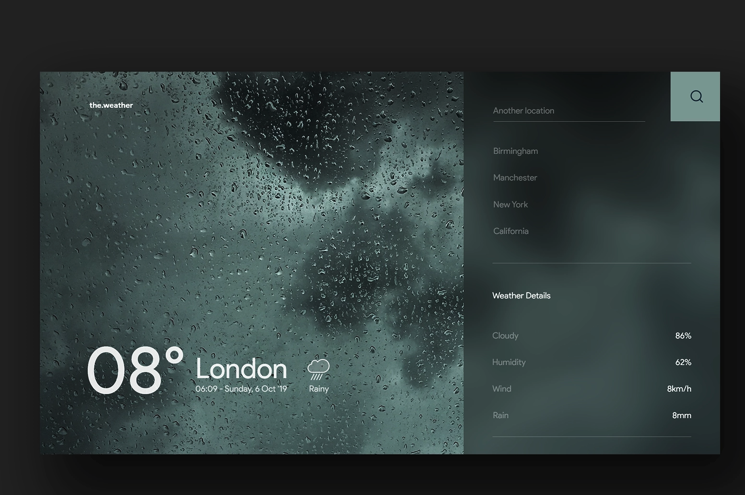 the.weather
08° London
06:09 - Sunday, 6 Oct '19
Rainy
Another location
Birmingham
Manchester
New York
California
Weather Details
Cloudy 86%
Humidity 62%
Wind 8km/h
Rain 8mm